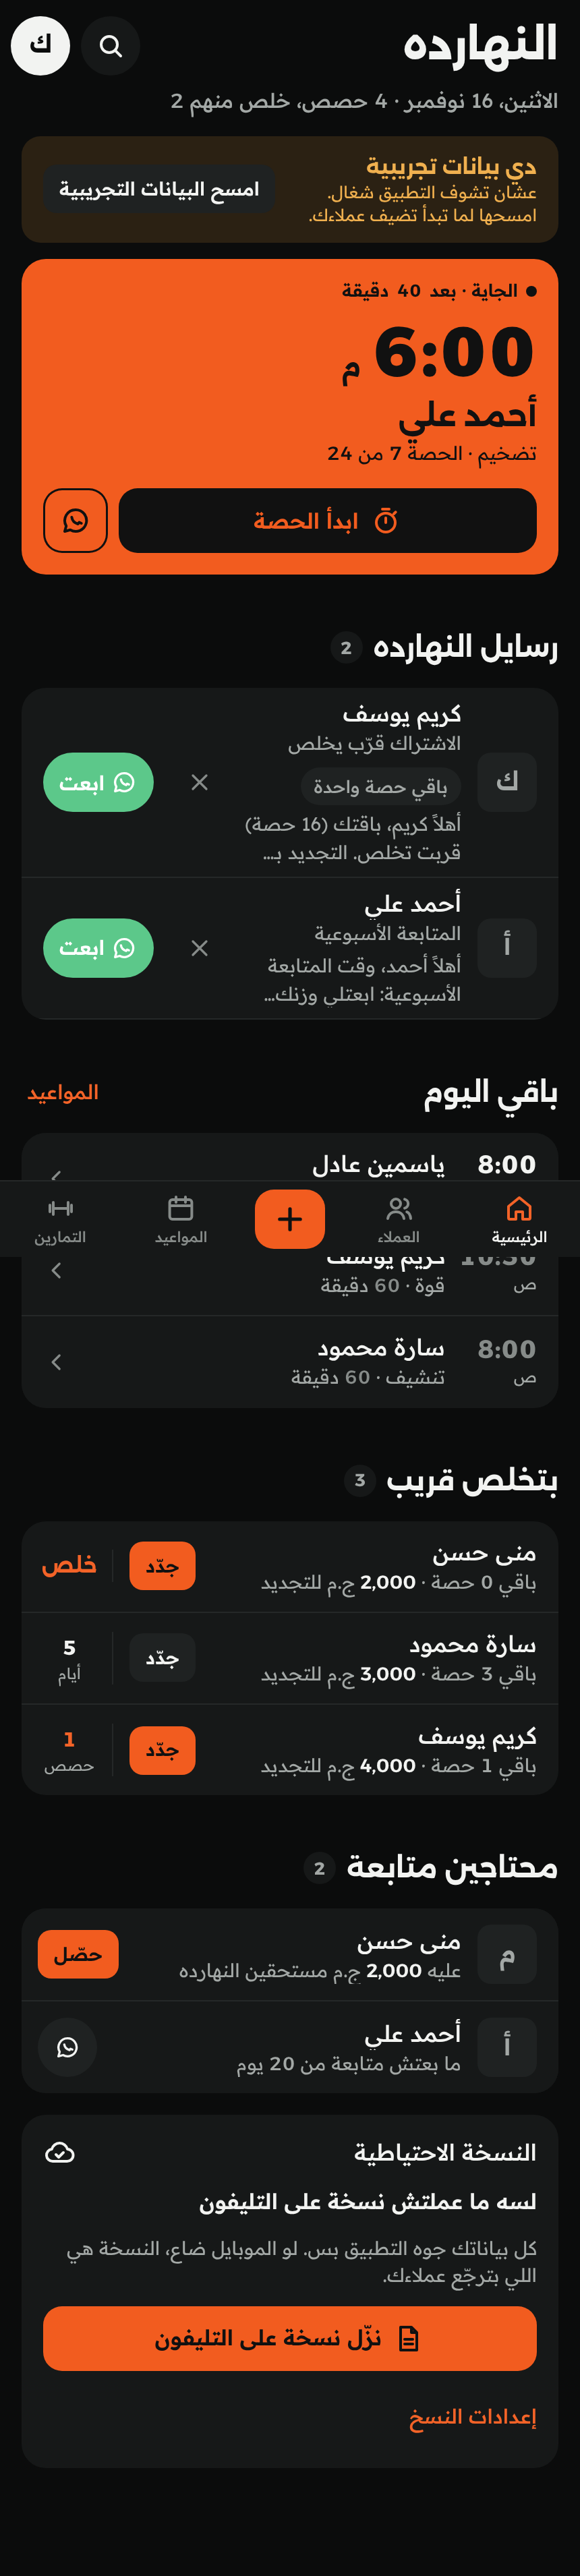 النهارده
ك
الاثنين، 16 نوفمبر · 4 حصص، خلص منهم 2
دي بيانات تجريبية
عشان تشوف التطبيق شغال.
امسحها لما تبدأ تضيف عملاءك.
امسح البيانات التجريبية
الجاية · بعد 40 دقيقة
6:00 م
أحمد علي
تضخيم · الحصة 7 من 24
ابدأ الحصة
رسايل النهارده 2
ك
كريم يوسف
الاشتراك قرّب يخلص
باقي حصة واحدة
أهلاً كريم، باقتك (16 حصة)
قربت تخلص. التجديد بـ...
ابعت
أ
أحمد علي
المتابعة الأسبوعية
أهلاً أحمد، وقت المتابعة
الأسبوعية: ابعتلي وزنك...
ابعت
باقي اليوم
المواعيد
8:00
ياسمين عادل
الرئيسية
العملاء
المواعيد
التمارين
10:30
ص
كريم يوسف
قوة · 60 دقيقة
8:00
ص
سارة محمود
تنشيف · 60 دقيقة
بتخلص قريب 3
منى حسن
باقي 0 حصة · 2,000 ج.م للتجديد
جدّد
خلص
سارة محمود
باقي 3 حصة · 3,000 ج.م للتجديد
جدّد
5
أيام
كريم يوسف
باقي 1 حصة · 4,000 ج.م للتجديد
جدّد
1
حصص
محتاجين متابعة 2
م
منى حسن
عليه 2,000 ج.م مستحقين النهارده
حصّل
أ
أحمد علي
ما بعتش متابعة من 20 يوم
النسخة الاحتياطية
لسه ما عملتش نسخة على التليفون
كل بياناتك جوه التطبيق بس. لو الموبايل ضاع، النسخة هي
اللي بترجّع عملاءك.
نزّل نسخة على التليفون
إعدادات النسخ